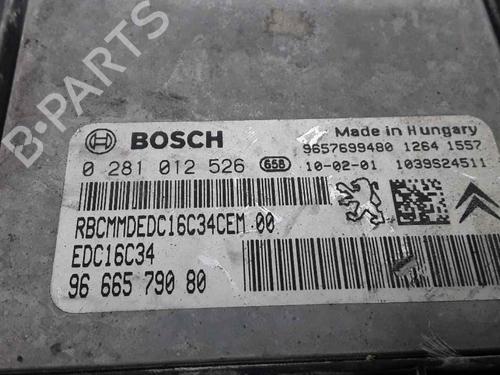 B-PARTS
BOSCH
Made in Hungary
9657699480 1264 1557
0 281 012 526 658 10-02-01 1039S24511
RBCMMDEDC16C34CEM 00
EDC16C34
96 665 790 80